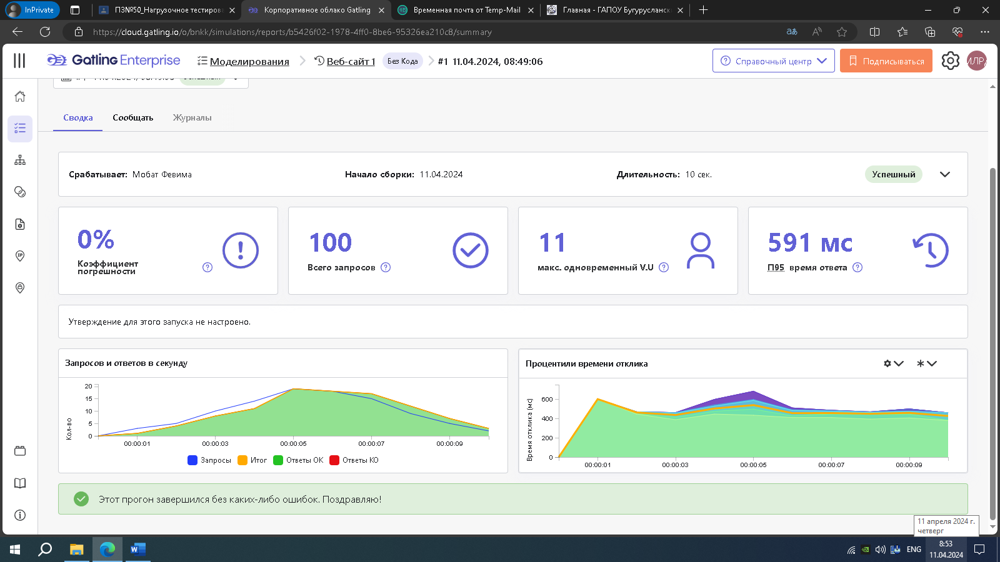 InPrivate
ПЗ№50_Нагрузочное тестирова
Корпоративное облако Gatling
Временная почта от Temp-Mail
Главная - ГАПОУ Бугурусланск
https://cloud.gatling.io/o/bnkk/simulations/reports/b5426f02-1978-4ff0-8be6-95326ea210c8/summary
Gatling Enterprise
Моделирования
Веб-сайт 1
Без Кода
#1 11.04.2024, 08:49:06
Справочный центр
Подписываться
Сводка
Сообщать
Журналы
Срабатывает: Мобат Февима
Начало сборки: 11.04.2024
Длительность: 10 сек.
Успешный
0%
Коэффициент
погрешности
100
Всего запросов
11
макс. одновременный V.U
591 мс
П95 время ответа
Утверждение для этого запуска не настроено.
Запросов и ответов в секунду
Кол-во
20
15
10
5
0
00:00:01
00:00:03
00:00:05
00:00:07
00:00:09
Запросы
Итог
Ответы ОК
Ответы КО
Процентили времени отклика
Время отклика (мс)
600
400
200
0
00:00:01
00:00:03
00:00:05
00:00:07
00:00:09
Этот прогон завершился без каких-либо ошибок. Поздравляю!
11 апреля 2024 г.
четверг
ENG
8:53
11.04.2024